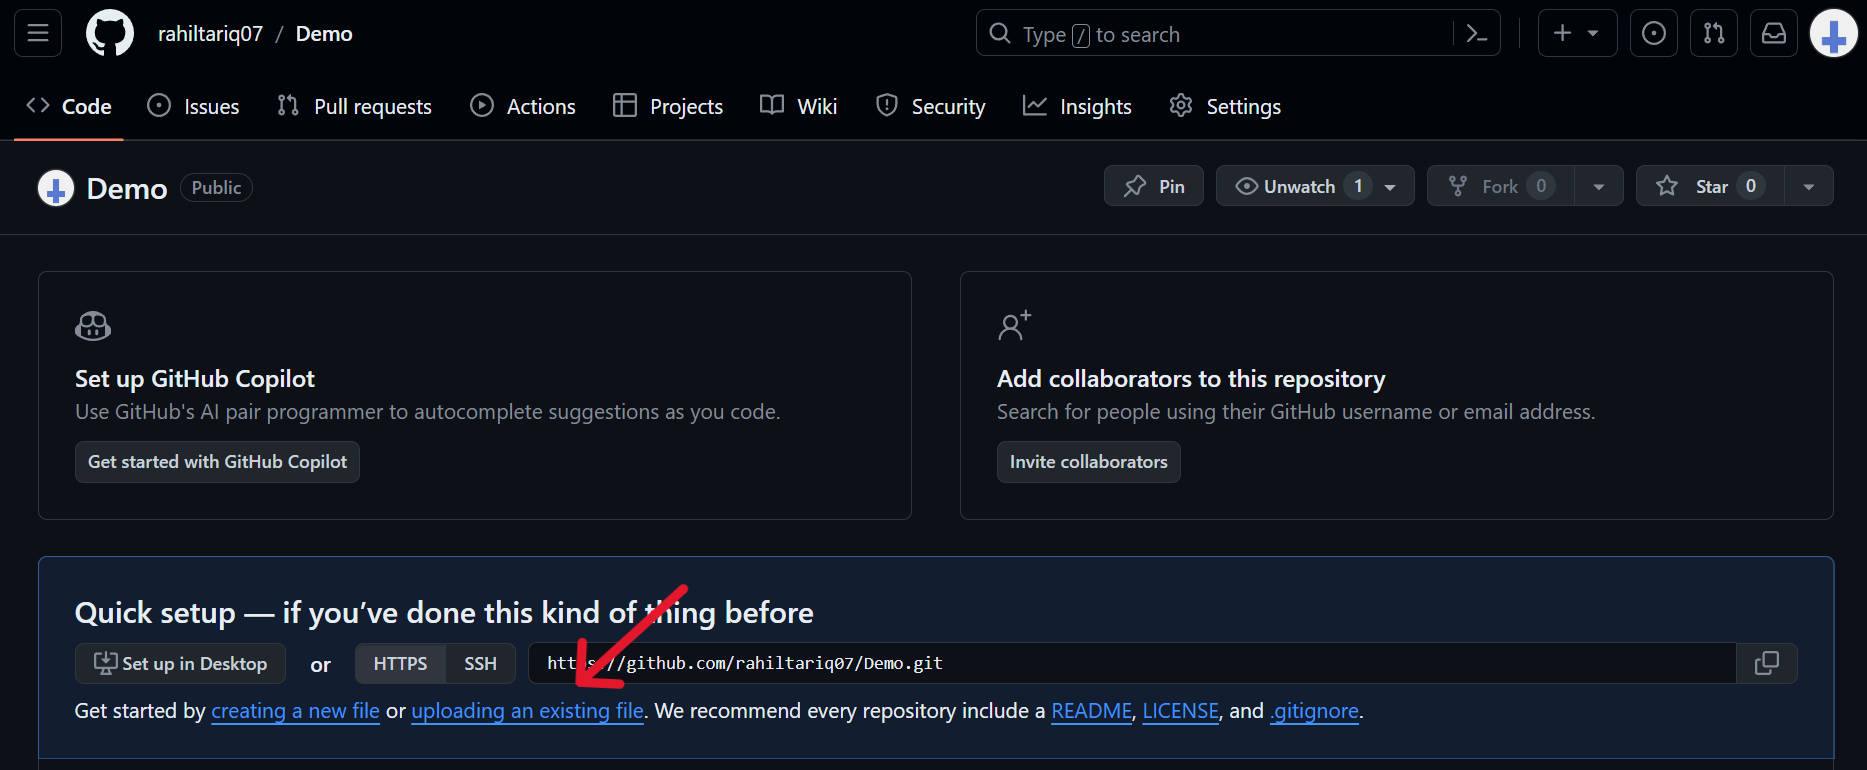 rahiltariq07 / Demo
Type / to search
Code Issues Pull requests Actions Projects Wiki Security Insights Settings
Demo Public
Pin Unwatch 1 Fork 0 Star 0
Set up GitHub Copilot
Use GitHub's AI pair programmer to autocomplete suggestions as you code.
Get started with GitHub Copilot
Add collaborators to this repository
Search for people using their GitHub username or email address.
Invite collaborators
Quick setup — if you’ve done this kind of thing before
Set up in Desktop or HTTPS SSH https://github.com/rahiltariq07/Demo.git
Get started by creating a new file or uploading an existing file. We recommend every repository include a README, LICENSE, and .gitignore.